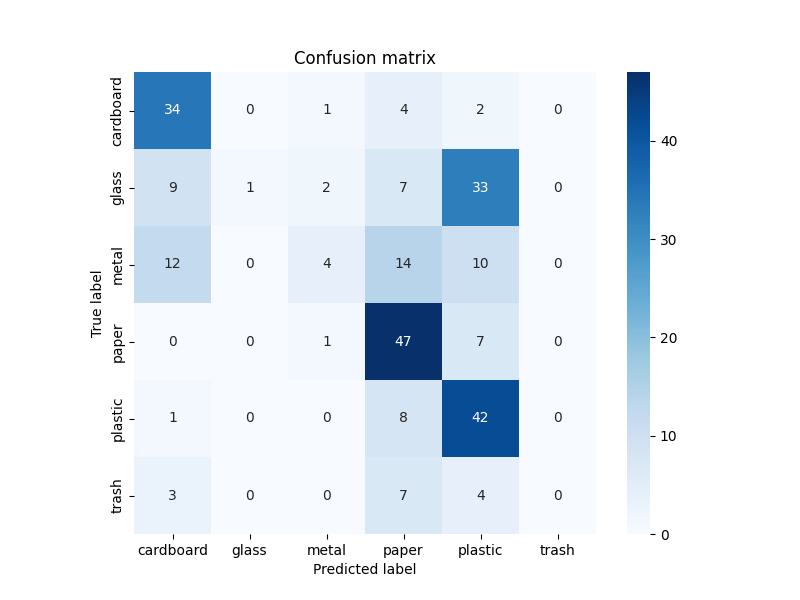 Confusion matrix
True label
cardboard 34 0 1 4 2 0
glass 9 1 2 7 33 0
metal 12 0 4 14 10 0
paper 0 0 1 47 7 0
plastic 1 0 0 8 42 0
trash 3 0 0 7 4 0
cardboard glass metal paper plastic trash
Predicted label
40
30
20
10
0